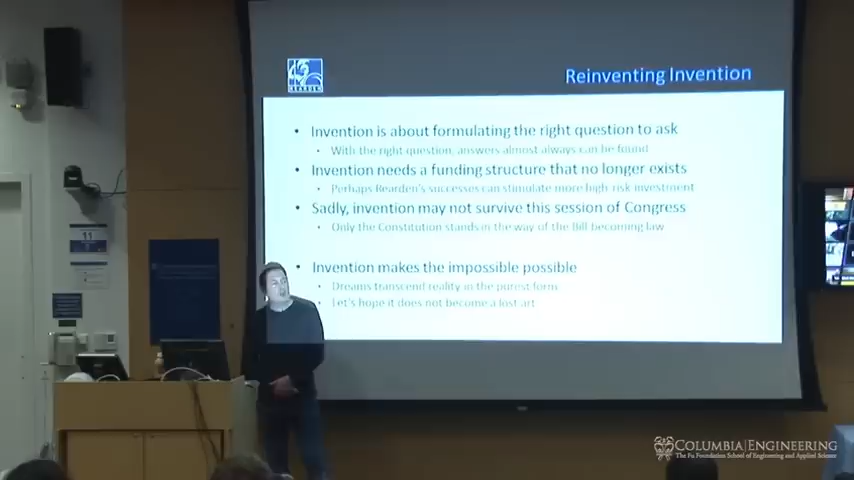 REARDEN
Reinventing Invention
• Invention is about formulating the right question to ask
• With the right question, answers almost always can be found
• Invention needs a funding structure that no longer exists
• Perhaps Rearden's successes can stimulate more high-risk investment
• Sadly, invention may not survive this session of Congress
• Only the Constitution stands in the way of the Bill becoming law
• Invention makes the impossible possible
• Dreams transcend reality in the purest form
• Let's hope it does not become a lost art
11
COLUMBIA | ENGINEERING
The Fu Foundation School of Engineering and Applied Science